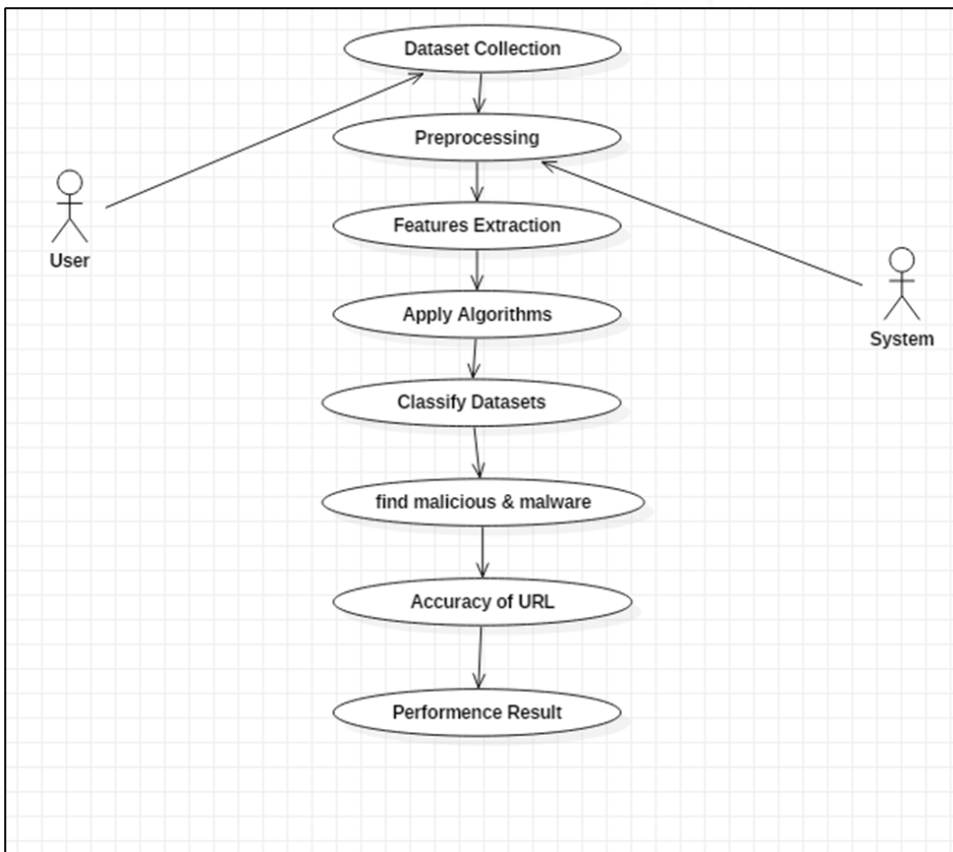 Dataset Collection
Preprocessing
User
Features Extraction
Apply Algorithms
System
Classify Datasets
find malicious & malware
Accuracy of URL
Performence Result